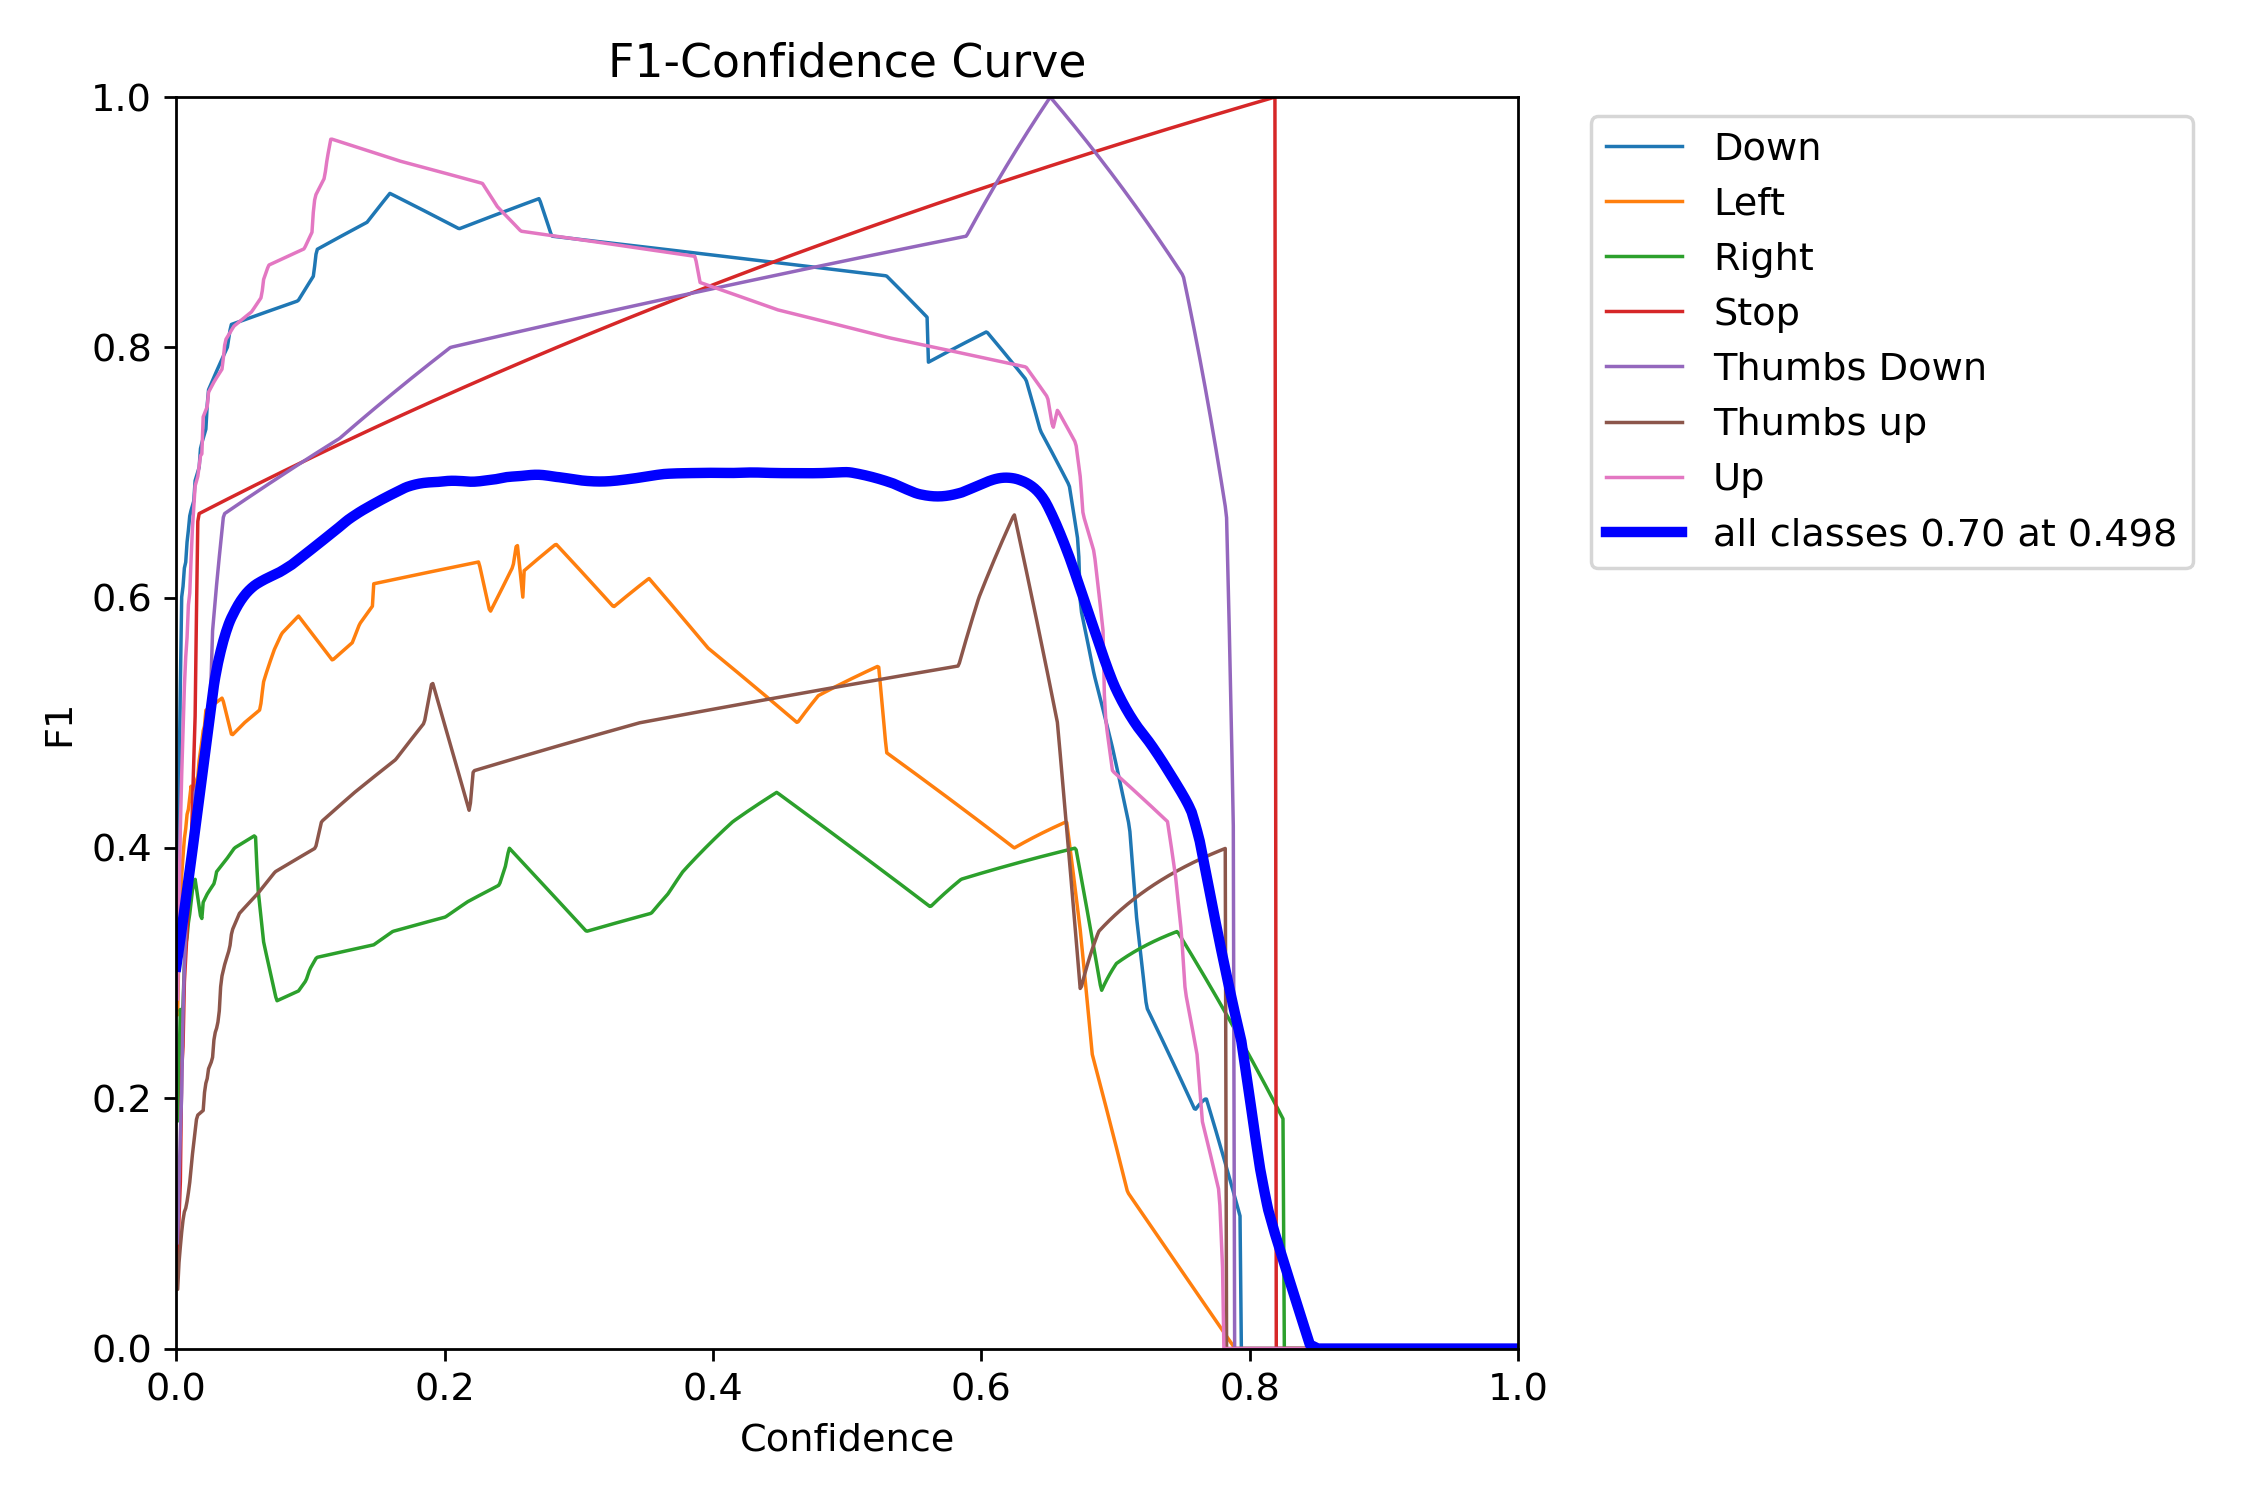 F1-Confidence Curve
1.0
0.8
0.6
0.4
0.2
0.0
F1
0.0 0.2 0.4 0.6 0.8 1.0
Confidence
Down
Left
Right
Stop
Thumbs Down
Thumbs up
Up
all classes 0.70 at 0.498